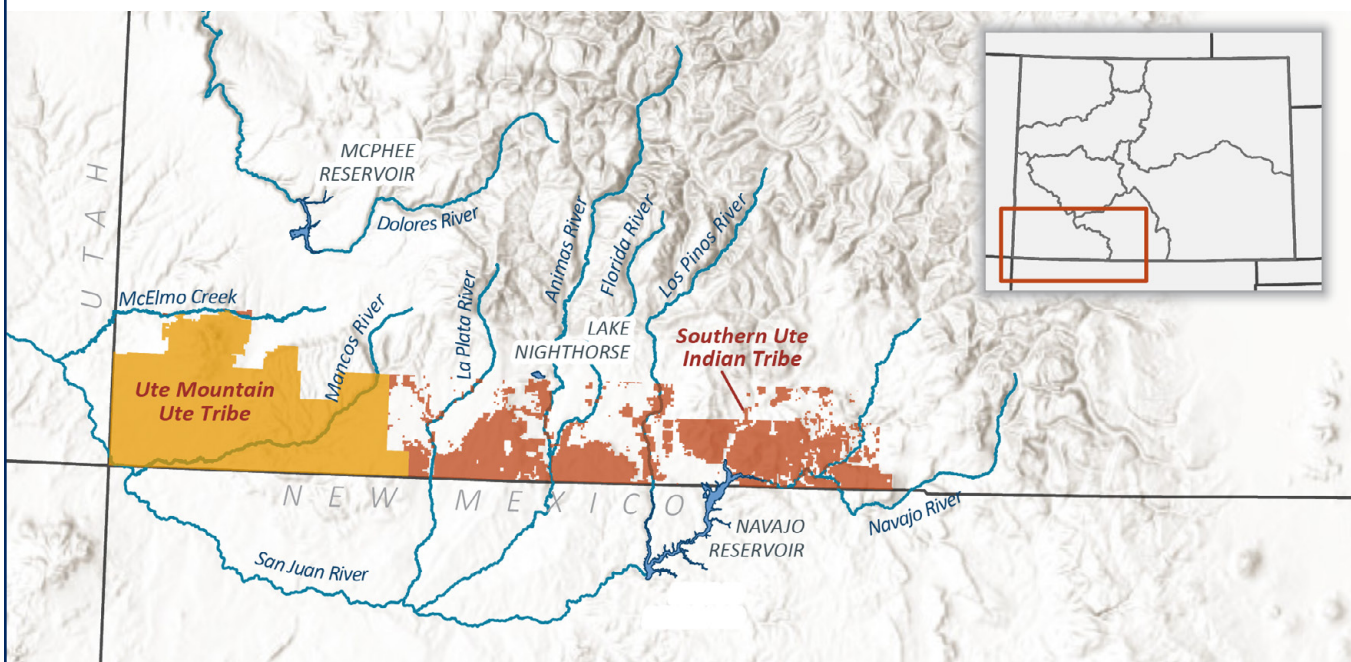 MCPHEE
RESERVOIR
Dolores River
UTAH
McElmo Creek
Mancos River
La Plata River
Animas River
Florida River
Los Pinos River
LAKE
NIGHTHORSE
Southern Ute
Indian Tribe
Ute Mountain
Ute Tribe
NEW MEXICO
NAVAJO
RESERVOIR
Navajo River
San Juan River